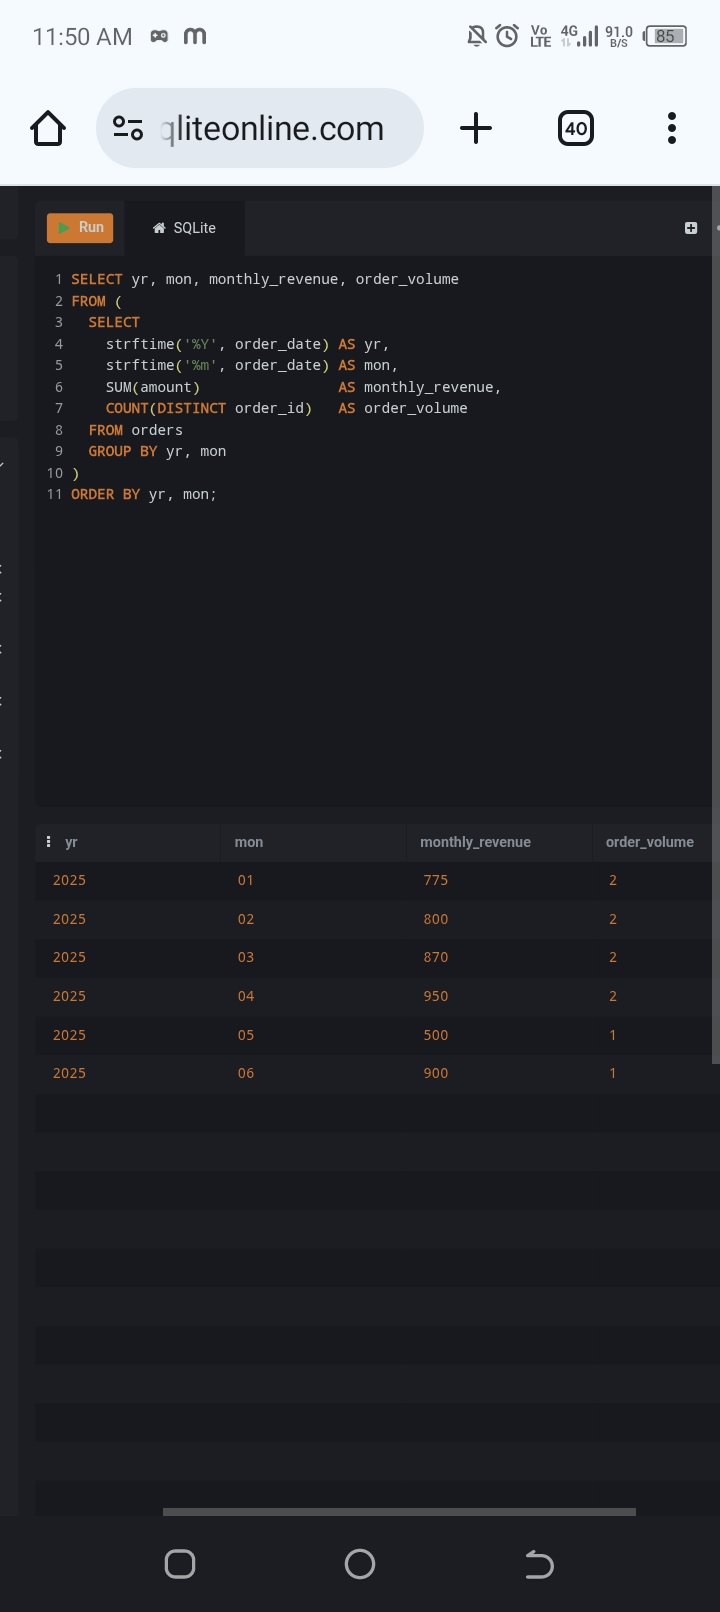 11:50 AM
Vo LTE 4G 91.0 B/S 85
qliteonline.com
40
Run
SQLite
1 SELECT yr, mon, monthly_revenue, order_volume
2 FROM (
3   SELECT
4     strftime('%Y', order_date) AS yr,
5     strftime('%m', order_date) AS mon,
6     SUM(amount)                AS monthly_revenue,
7     COUNT(DISTINCT order_id)   AS order_volume
8   FROM orders
9   GROUP BY yr, mon
10 )
11 ORDER BY yr, mon;
yr mon monthly_revenue order_volume
2025 01 775 2
2025 02 800 2
2025 03 870 2
2025 04 950 2
2025 05 500 1
2025 06 900 1